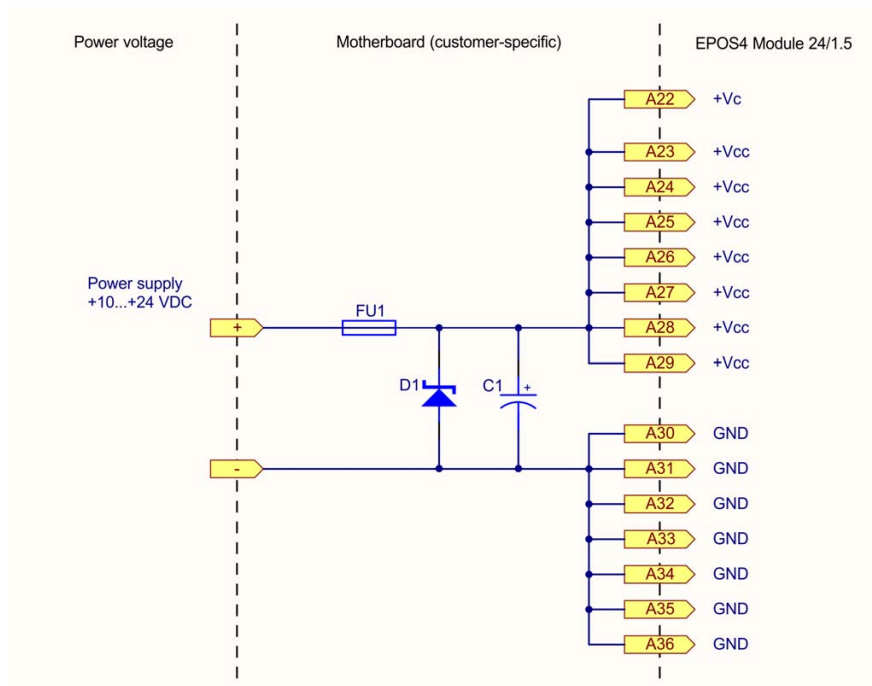 Power voltage
Motherboard (customer-specific)
EPOS4 Module 24/1.5
A22 +Vc
A23 +Vcc
A24 +Vcc
A25 +Vcc
A26 +Vcc
Power supply
+10...+24 VDC
A27 +Vcc
FU1
+
A28 +Vcc
A29 +Vcc
D1
C1 +
A30 GND
-
A31 GND
A32 GND
A33 GND
A34 GND
A35 GND
A36 GND